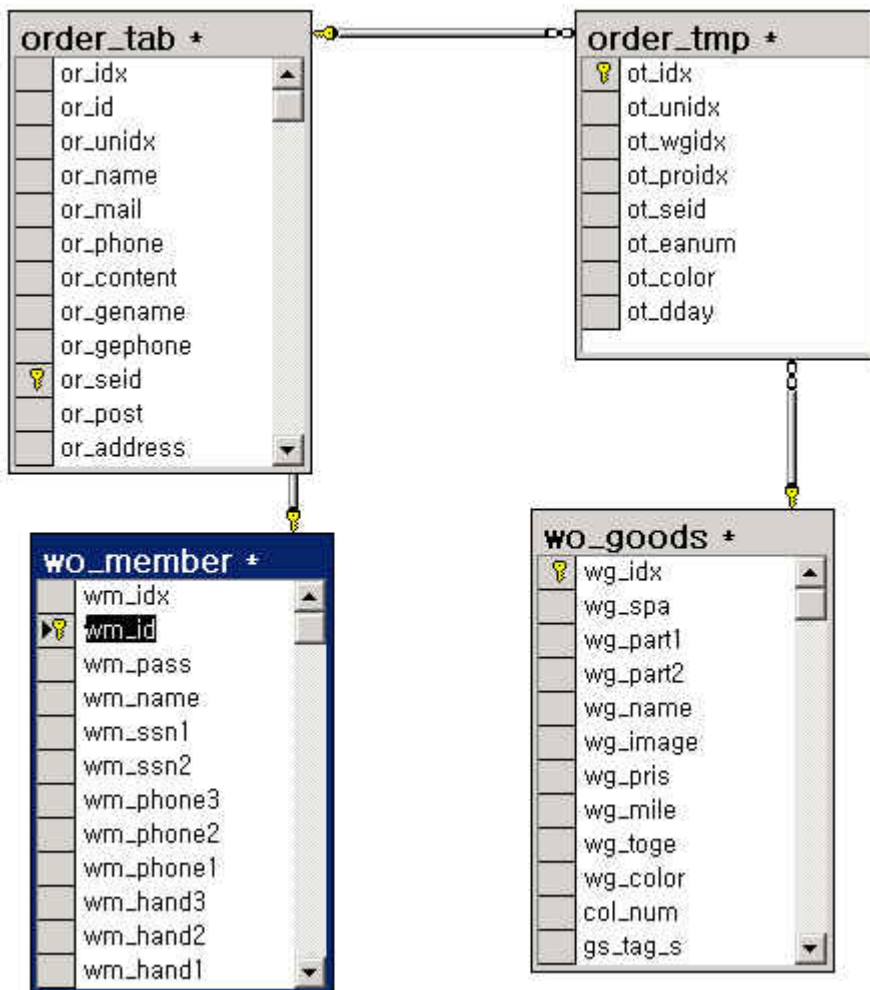 order_tab *
or_idx
or_id
or_unidx
or_name
or_mail
or_phone
or_content
or_gename
or_gephone
or_seid
or_post
or_address
order_tmp *
ot_idx
ot_unidx
ot_wgidx
ot_proidx
ot_seid
ot_eanum
ot_color
ot_dday
wo_member *
wm_idx
wm_id
wm_pass
wm_name
wm_ssn1
wm_ssn2
wm_phone3
wm_phone2
wm_phone1
wm_hand3
wm_hand2
wm_hand1
wo_goods *
wg_idx
wg_spa
wg_part1
wg_part2
wg_name
wg_image
wg_pris
wg_mile
wg_toge
wg_color
col_num
gs_tag_s